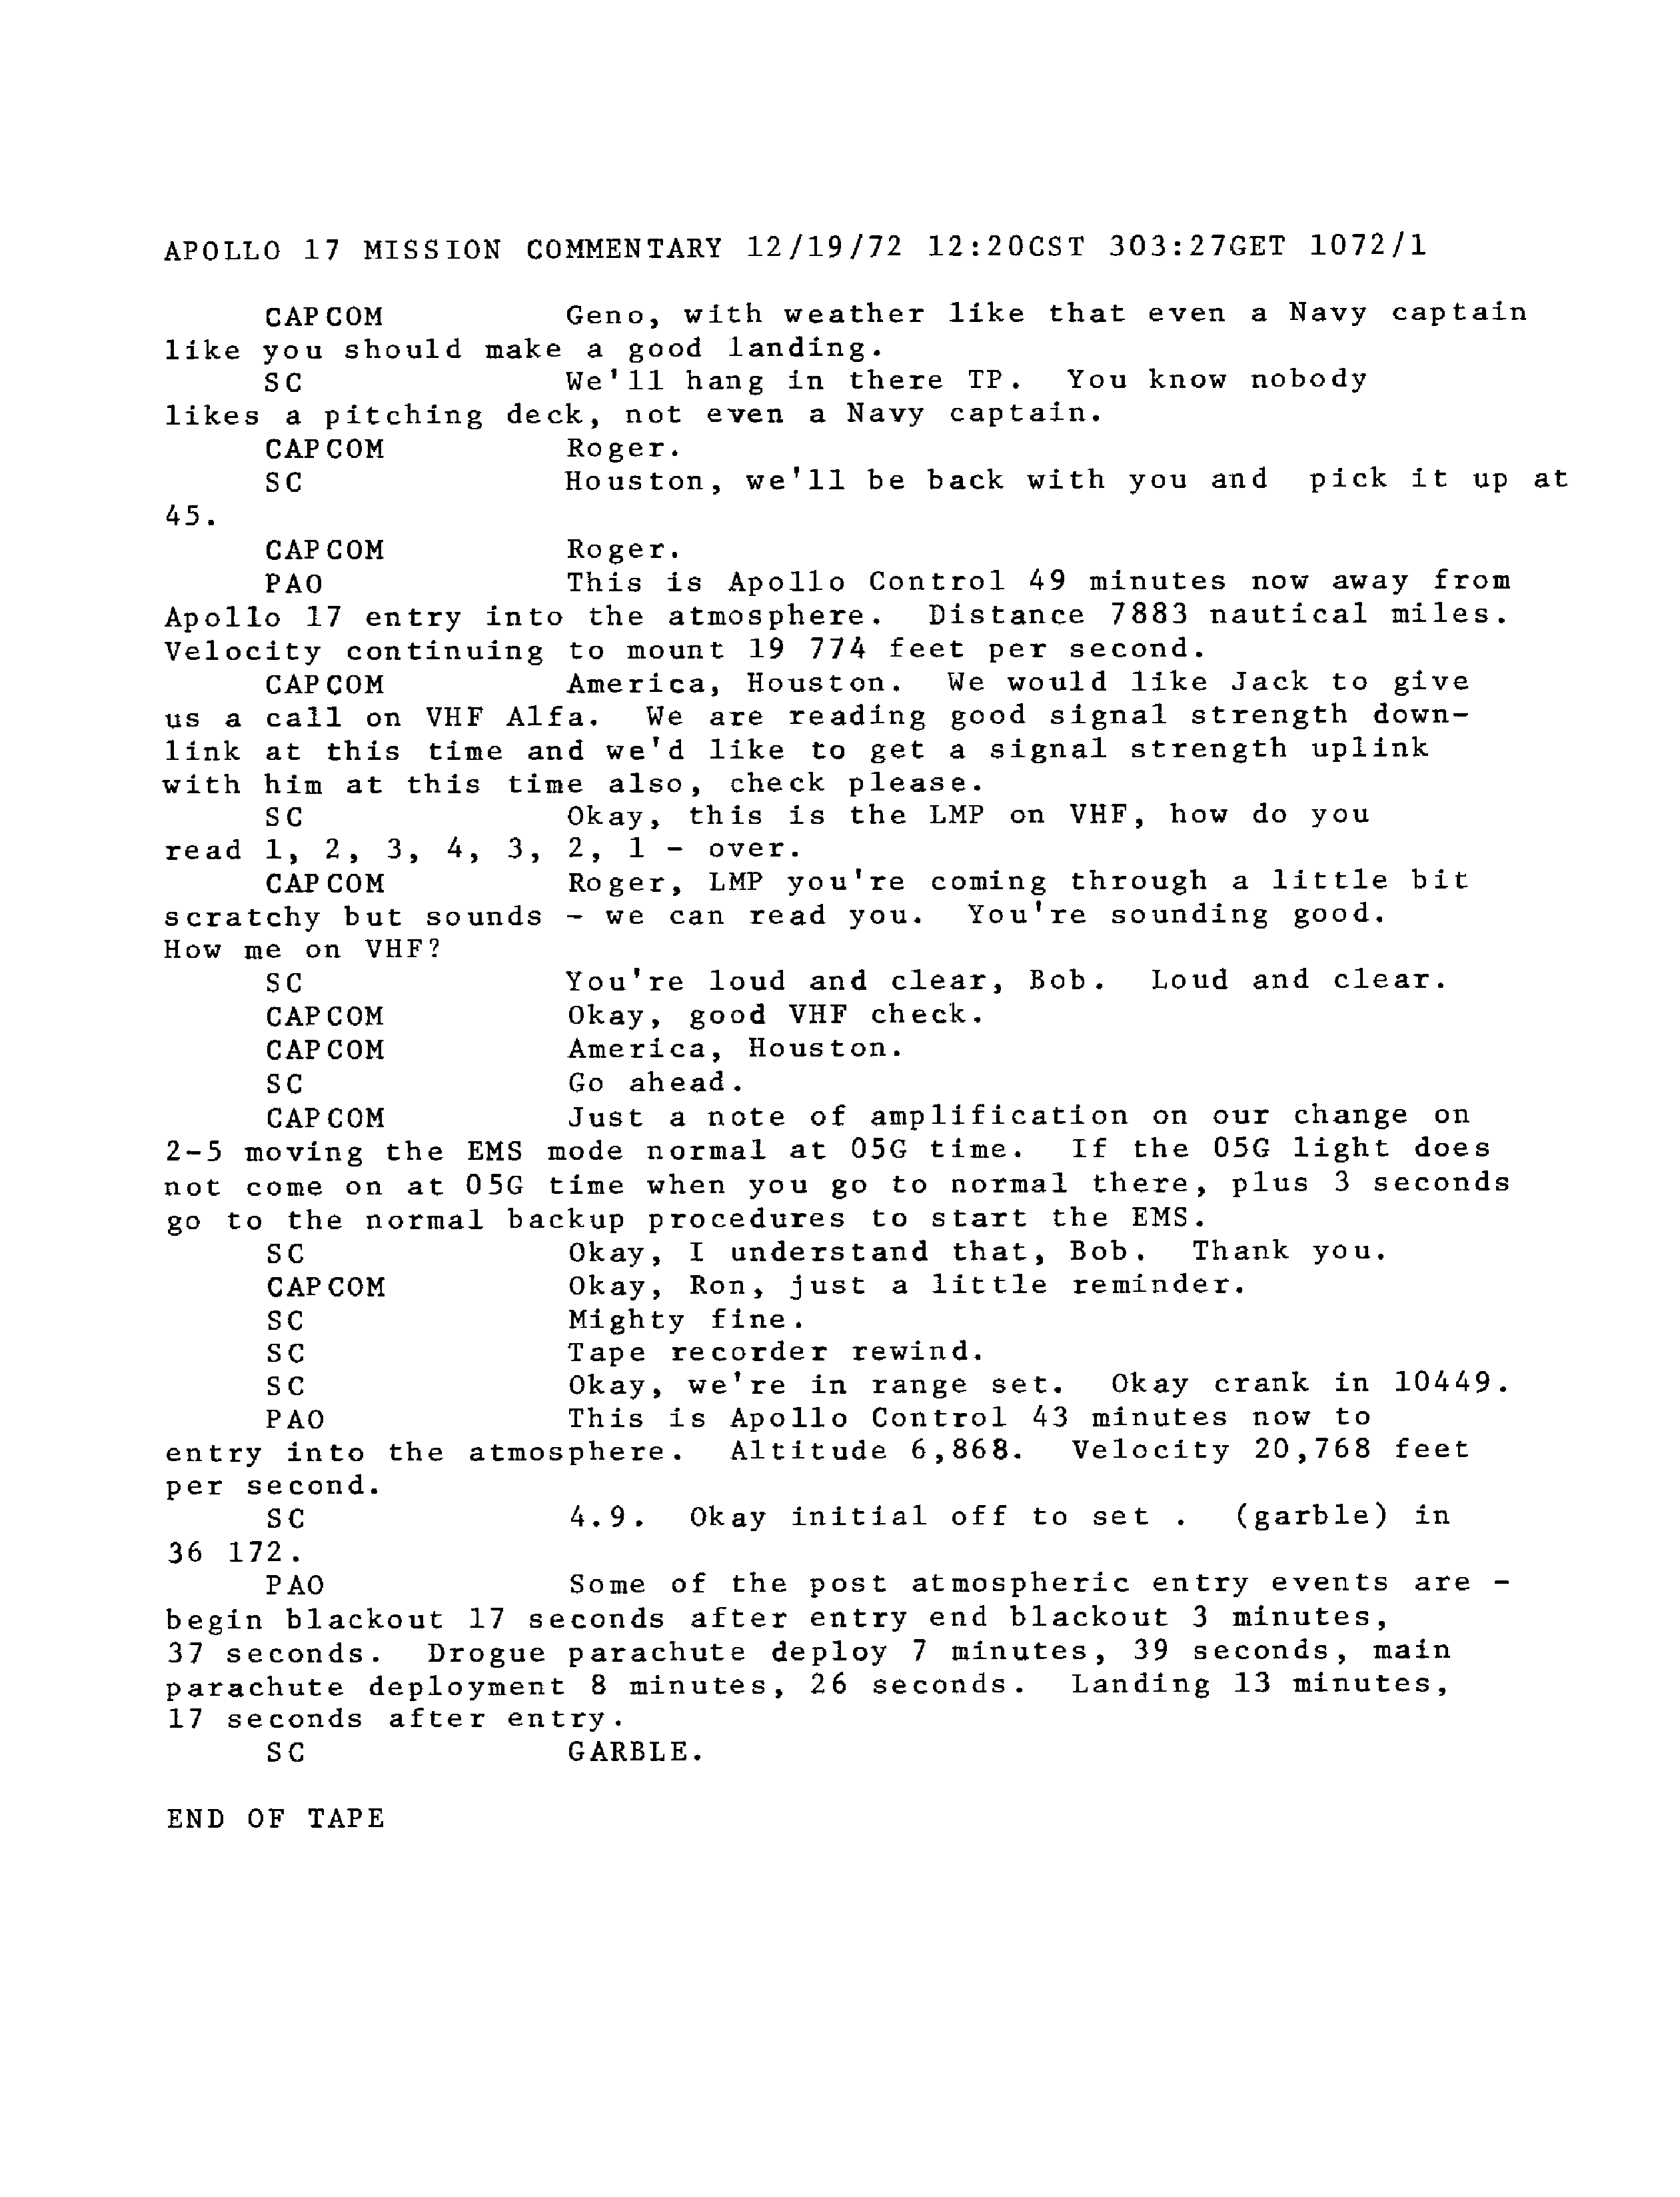 APOLLO 17 MISSION COMMENTARY 12/19/72 12:20CST 303:27GET 1072/1
CAPCOM Geno, with weather like that even a Navy captain
like you should make a good landing.
SC We'll hang in there TP. You know nobody
likes a pitching deck, not even a Navy captain.
CAPCOM Roger.
SC Houston, we'll be back with you and pick it up at
45.
CAPCOM Roger.
PAO This is Apollo Control 49 minutes now away from
Apollo 17 entry into the atmosphere. Distance 7883 nautical miles.
Velocity continuing to mount 19 774 feet per second.
CAPCOM America, Houston. We would like Jack to give
us a call on VHF Alfa. We are reading good signal strength down-
link at this time and we'd like to get a signal strength uplink
with him at this time also, check please.
SC Okay, this is the LMP on VHF, how do you
read 1, 2, 3, 4, 3, 2, 1 - over.
CAPCOM Roger, LMP you're coming through a little bit
scratchy but sounds - we can read you. You're sounding good.
How me on VHF?
SC You're loud and clear, Bob. Loud and clear.
CAPCOM Okay, good VHF check.
CAPCOM America, Houston.
SC Go ahead.
CAPCOM Just a note of amplification on our change on
2-5 moving the EMS mode normal at 05G time. If the 05G light does
not come on at 05G time when you go to normal there, plus 3 seconds
go to the normal backup procedures to start the EMS.
SC Okay, I understand that, Bob. Thank you.
CAPCOM Okay, Ron, just a little reminder.
SC Mighty fine.
SC Tape recorder rewind.
SC Okay, we're in range set. Okay crank in 10449.
PAO This is Apollo Control 43 minutes now to
entry into the atmosphere. Altitude 6,868. Velocity 20,768 feet
per second.
SC 4.9. Okay initial off to set . (garble) in
36 172.
PAO Some of the post atmospheric entry events are -
begin blackout 17 seconds after entry end blackout 3 minutes,
37 seconds. Drogue parachute deploy 7 minutes, 39 seconds, main
parachute deployment 8 minutes, 26 seconds. Landing 13 minutes,
17 seconds after entry.
SC GARBLE.
END OF TAPE